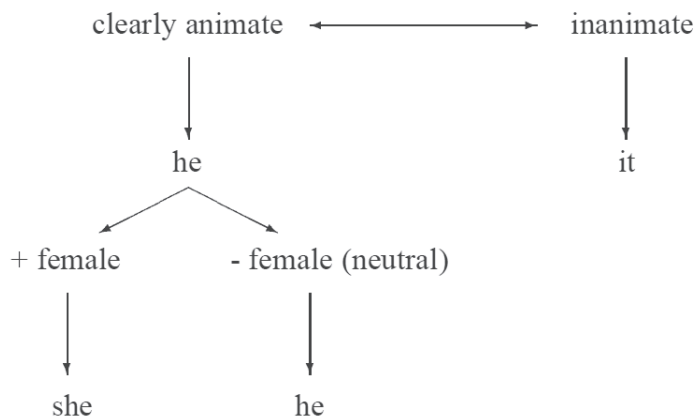 clearly animate inanimate
he it
+ female - female (neutral)
she he